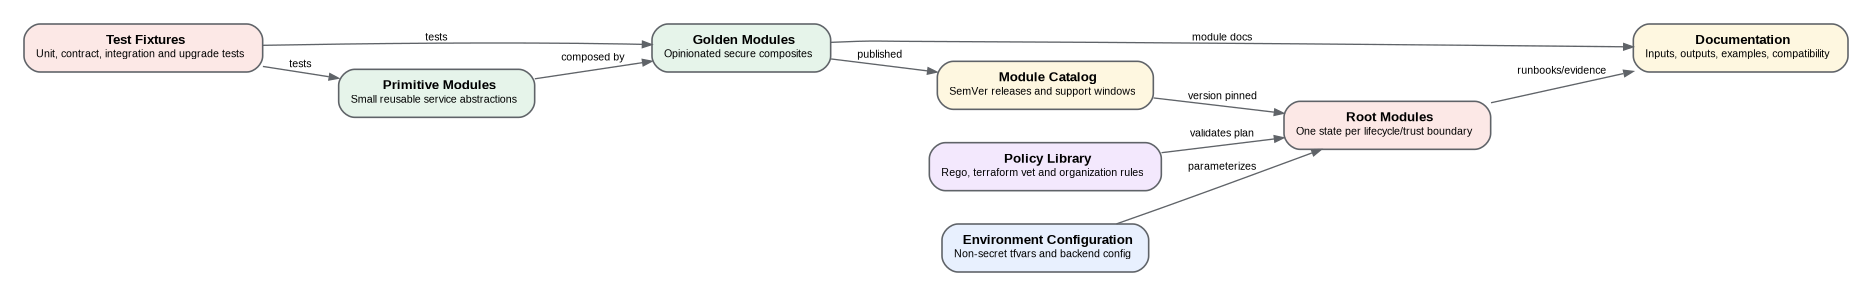 Test Fixtures
Unit, contract, integration and upgrade tests
tests
tests
Primitive Modules
Small reusable service abstractions
composed by
Golden Modules
Opinionated secure composites
module docs
published
Module Catalog
SemVer releases and support windows
version pinned
Policy Library
Rego, terraform vet and organization rules
validates plan
Environment Configuration
Non-secret tfvars and backend config
parameterizes
Root Modules
One state per lifecycle/trust boundary
runbooks/evidence
Documentation
Inputs, outputs, examples, compatibility